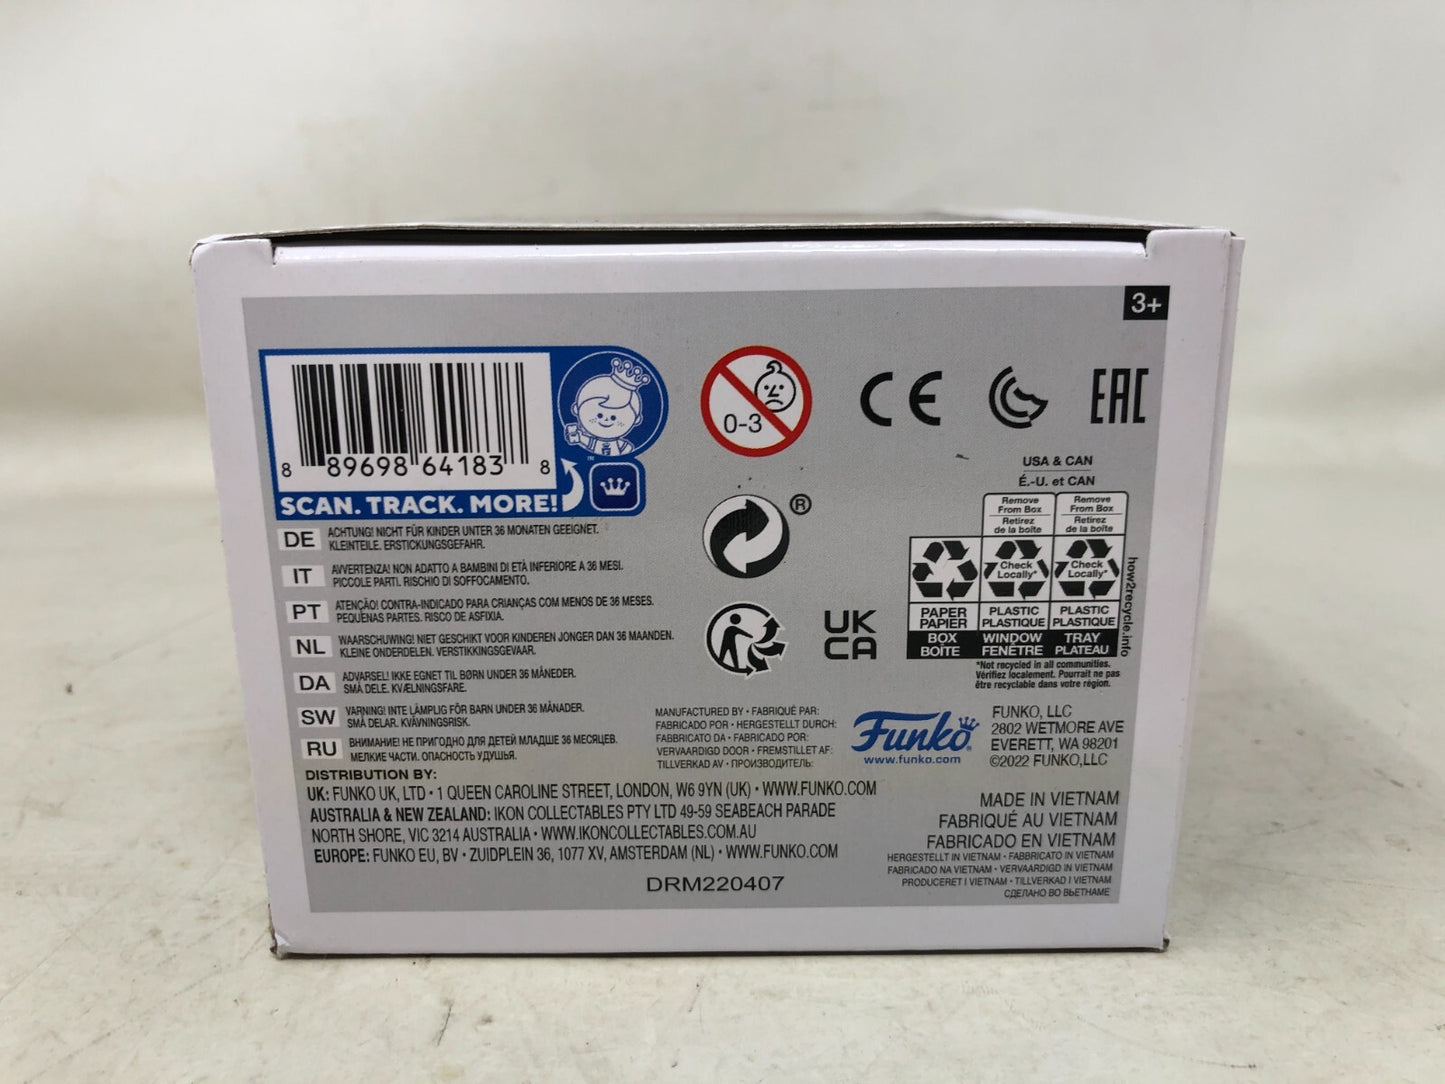 3+
8 89698 64183 8
SCAN. TRACK. MORE!
™
0-3
CE
EAC
®
UK
CA
DE ACHTUNG! NICHT FÜR KINDER UNTER 36 MONATEN GEEIGNET.
KLEINTEILE. ERSTICKUNGSGEFAHR.
IT AVVERTENZA! NON ADATTO A BAMBINI DI ETÀ INFERIORE A 36 MESI.
PICCOLE PARTI. RISCHIO DI SOFFOCAMENTO.
PT ATENÇÃO! CONTRA-INDICADO PARA CRIANÇAS COM MENOS DE 36 MESES.
PEQUENAS PARTES. RISCO DE ASFIXIA.
NL WAARSCHUWING! NIET GESCHIKT VOOR KINDEREN JONGER DAN 36 MAANDEN.
KLEINE ONDERDELEN. VERSTIKKINGSGEVAAR.
DA ADVARSEL! IKKE EGNET TIL BØRN UNDER 36 MÅNEDER.
SMÅ DELE. KVÆLNINGSFARE.
SW VARNING! INTE LÄMPLIG FÖR BARN UNDER 36 MÅNADER.
SMÅ DELAR. KVÄVNINGSRISK.
RU ВНИМАНИЕ! НЕ ПРИГОДНО ДЛЯ ДЕТЕЙ МЛАДШЕ 36 МЕСЯЦЕВ.
МЕЛКИЕ ЧАСТИ. ОПАСНОСТЬ УДУШЬЯ.
USA & CAN
É.-U. et CAN
Remove
From Box
Retirez
de la boîte
Remove
From Box
Retirez
de la boîte
Check
Locally*
Check
Locally*
PAPER
PAPIER
PLASTIC
PLASTIQUE
PLASTIC
PLASTIQUE
BOX
BOÎTE
WINDOW
FENÊTRE
TRAY
PLATEAU
how2recycle.info
*Not recycled in all communities.
Vérifiez localement. Pourrait ne pas
être recyclable dans votre région.
MANUFACTURED BY • FABRIQUÉ PAR:
FABRICADO POR • HERGESTELLT DURCH:
FABBRICATO DA • FABRICADO POR:
VERVAARDIGD DOOR • FREMSTILLET AF:
TILLVERKAD AV • ПРОИЗВОДИТЕЛЬ:
Funko®
www.funko.com
FUNKO, LLC
2802 WETMORE AVE
EVERETT, WA 98201
©2022 FUNKO,LLC
DISTRIBUTION BY:
UK: FUNKO UK, LTD • 1 QUEEN CAROLINE STREET, LONDON, W6 9YN (UK) • WWW.FUNKO.COM
AUSTRALIA & NEW ZEALAND: IKON COLLECTABLES PTY LTD 49-59 SEABEACH PARADE
NORTH SHORE, VIC 3214 AUSTRALIA • WWW.IKONCOLLECTABLES.COM.AU
EUROPE: FUNKO EU, BV • ZUIDPLEIN 36, 1077 XV, AMSTERDAM (NL) • WWW.FUNKO.COM
DRM220407
MADE IN VIETNAM
FABRIQUÉ AU VIETNAM
FABRICADO EN VIETNAM
HERGESTELLT IN VIETNAM • FABBRICATO IN VIETNAM
FABRICADO NA VIETNAM • VERVAARDIGD IN VIETNAM
PRODUCERET I VIETNAM • TILLVERKAD I VIETNAM
СДЕЛАНО ВО ВЬЕТНАМЕ